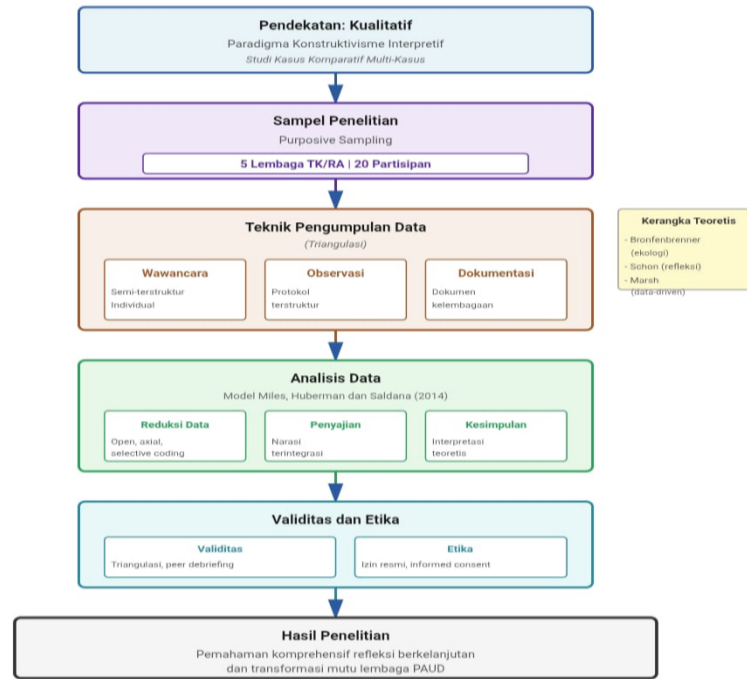 Pendekatan: Kualitatif
Paradigma Konstruktivisme Interpretif
Studi Kasus Komparatif Multi-Kasus
Sampel Penelitian
Purposive Sampling
5 Lembaga TK/RA | 20 Partisipan
Teknik Pengumpulan Data
(Triangulasi)
Wawancara
Semi-terstruktur
Individual
Observasi
Protokol
terstruktur
Dokumentasi
Dokumen
kelembagaan
Kerangka Teoretis
- Bronfenbrenner
(ekologi)
- Schon (refleksi)
- Marsh
(data-driven)
Analisis Data
Model Miles, Huberman dan Saldana (2014)
Reduksi Data
Open, axial,
selective coding
Penyajian
Narasi
terintegrasi
Kesimpulan
Interpretasi
teoretis
Validitas dan Etika
Validitas
Triangulasi, peer debriefing
Etika
Izin resmi, informed consent
Hasil Penelitian
Pemahaman komprehensif refleksi berkelanjutan
dan transformasi mutu lembaga PAUD